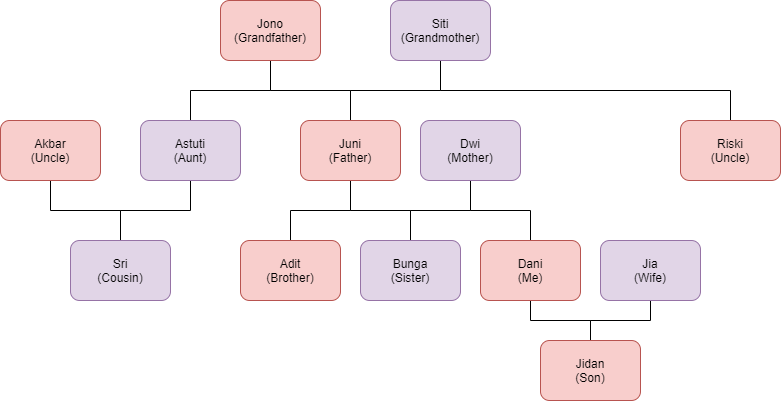 Jono
(Grandfather)
Siti
(Grandmother)
Akbar
(Uncle)
Astuti
(Aunt)
Juni
(Father)
Dwi
(Mother)
Riski
(Uncle)
Sri
(Cousin)
Adit
(Brother)
Bunga
(Sister)
Dani
(Me)
Jia
(Wife)
Jidan
(Son)